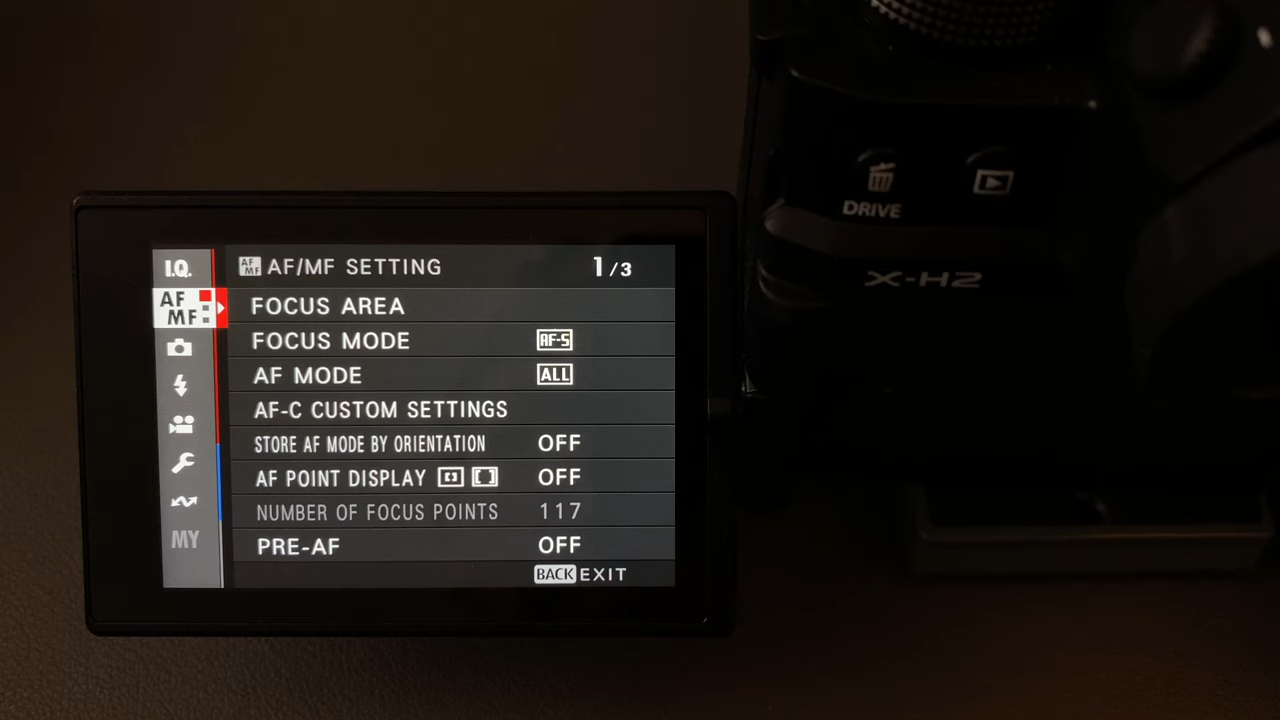 I.Q.
AF MF AF/MF SETTING 1/3
AF MF
FOCUS AREA
FOCUS MODE AF-S
AF MODE ALL
AF-C CUSTOM SETTINGS
STORE AF MODE BY ORIENTATION OFF
AF POINT DISPLAY OFF
NUMBER OF FOCUS POINTS 117
MY
PRE-AF OFF
BACK EXIT
DRIVE
X-H2